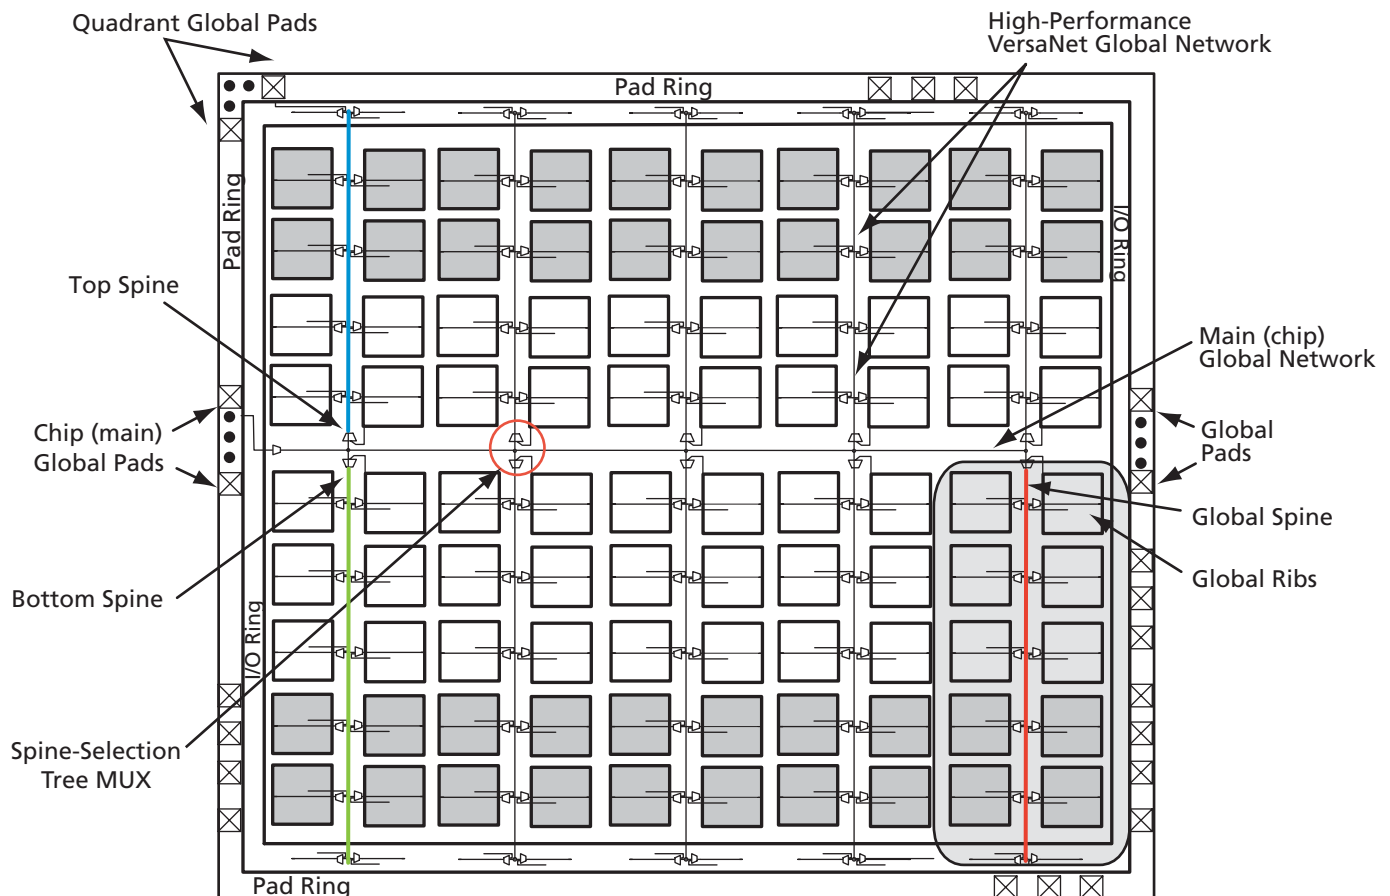 Quadrant Global Pads
High-Performance
VersaNet Global Network
Pad Ring
Pad Ring
I/O Ring
Top Spine
Main (chip)
Global Network
Chip (main)
Global Pads
Global
Pads
Global Spine
Bottom Spine
Global Ribs
I/O Ring
Spine-Selection
Tree MUX
Pad Ring